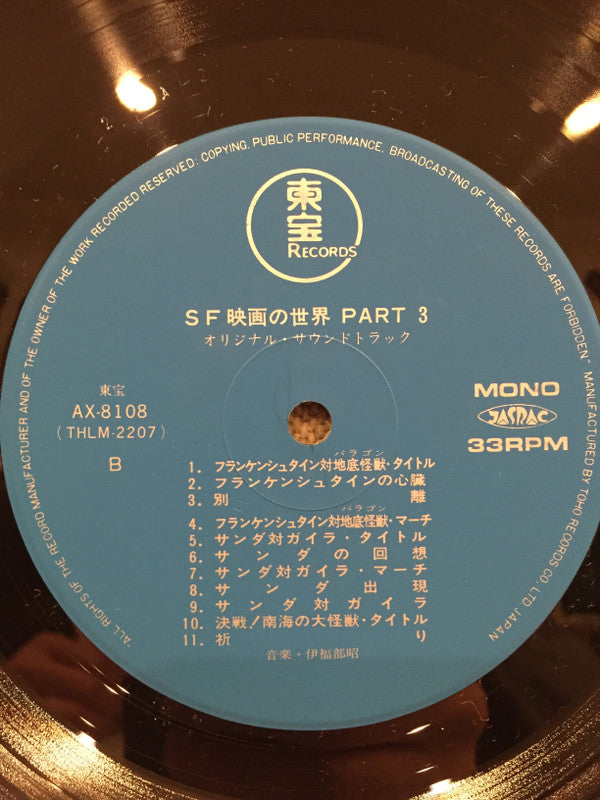 "ALL RIGHTS OF THE RECORD MANUFACTURER AND OF THE OWNER OF THE WORK RECORDED RESERVED: COPYING, PUBLIC PERFORMANCE, BROADCASTING OF THESE RECORDS ARE FORBIDDEN" MANUFACTURED BY TOHO RECORDS CO., LTD JAPAN
東宝
RECORDS
SF映画の世界 PART 3
オリジナル・サウンドトラック
東宝
AX-8108
(THLM-2207)
B
MONO
JASRAC
33RPM
バラゴン
1. フランケンシュタイン対地底怪獣・タイトル
2. フランケンシュタインの心臓
3. 別離
バラゴン
4. フランケンシュタイン対地底怪獣・マーチ
5. サンダ対ガイラ・タイトル
6. サンダの回想
7. サンダ対ガイラ・マーチ
8. サンダ出現
9. サンダ対ガイラ
10. 決戦!南海の大怪獣・タイトル
11. 祈り
音楽・伊福部昭